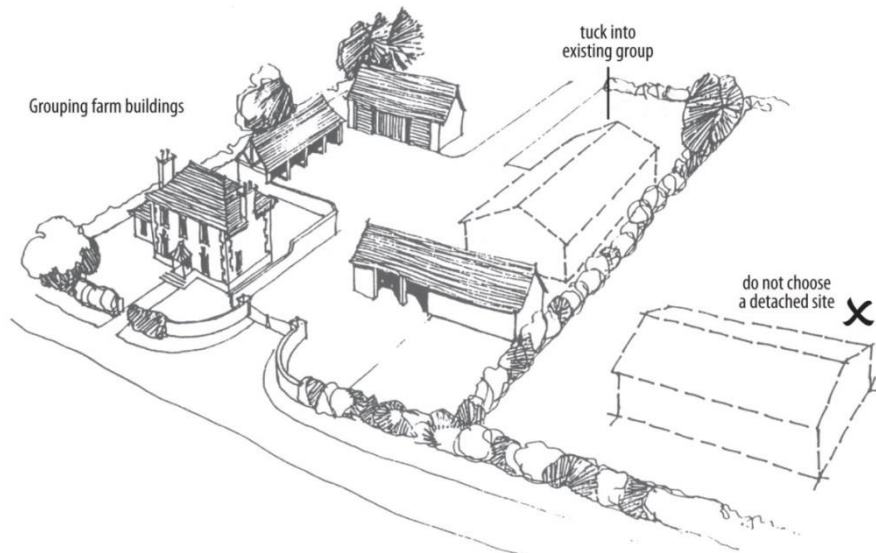 tuck into
existing group
Grouping farm buildings
do not choose
a detached site